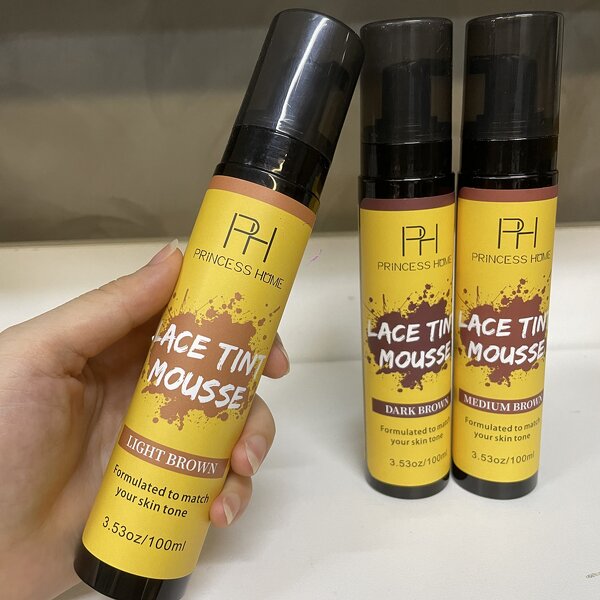 PH
PRINCESS HOME
LACE TINT
MOUSSE
LIGHT BROWN
Formulated to match
your skin tone
3.53oz/100ml
PH
PRINCESS HOME
LACE TINT
MOUSSE
DARK BROWN
Formulated to match
your skin tone
3.53oz/100ml
PH
PRINCESS HOME
LACE TINT
MOUSSE
MEDIUM BROWN
Formulated to match
your skin tone
3.53oz/100ml